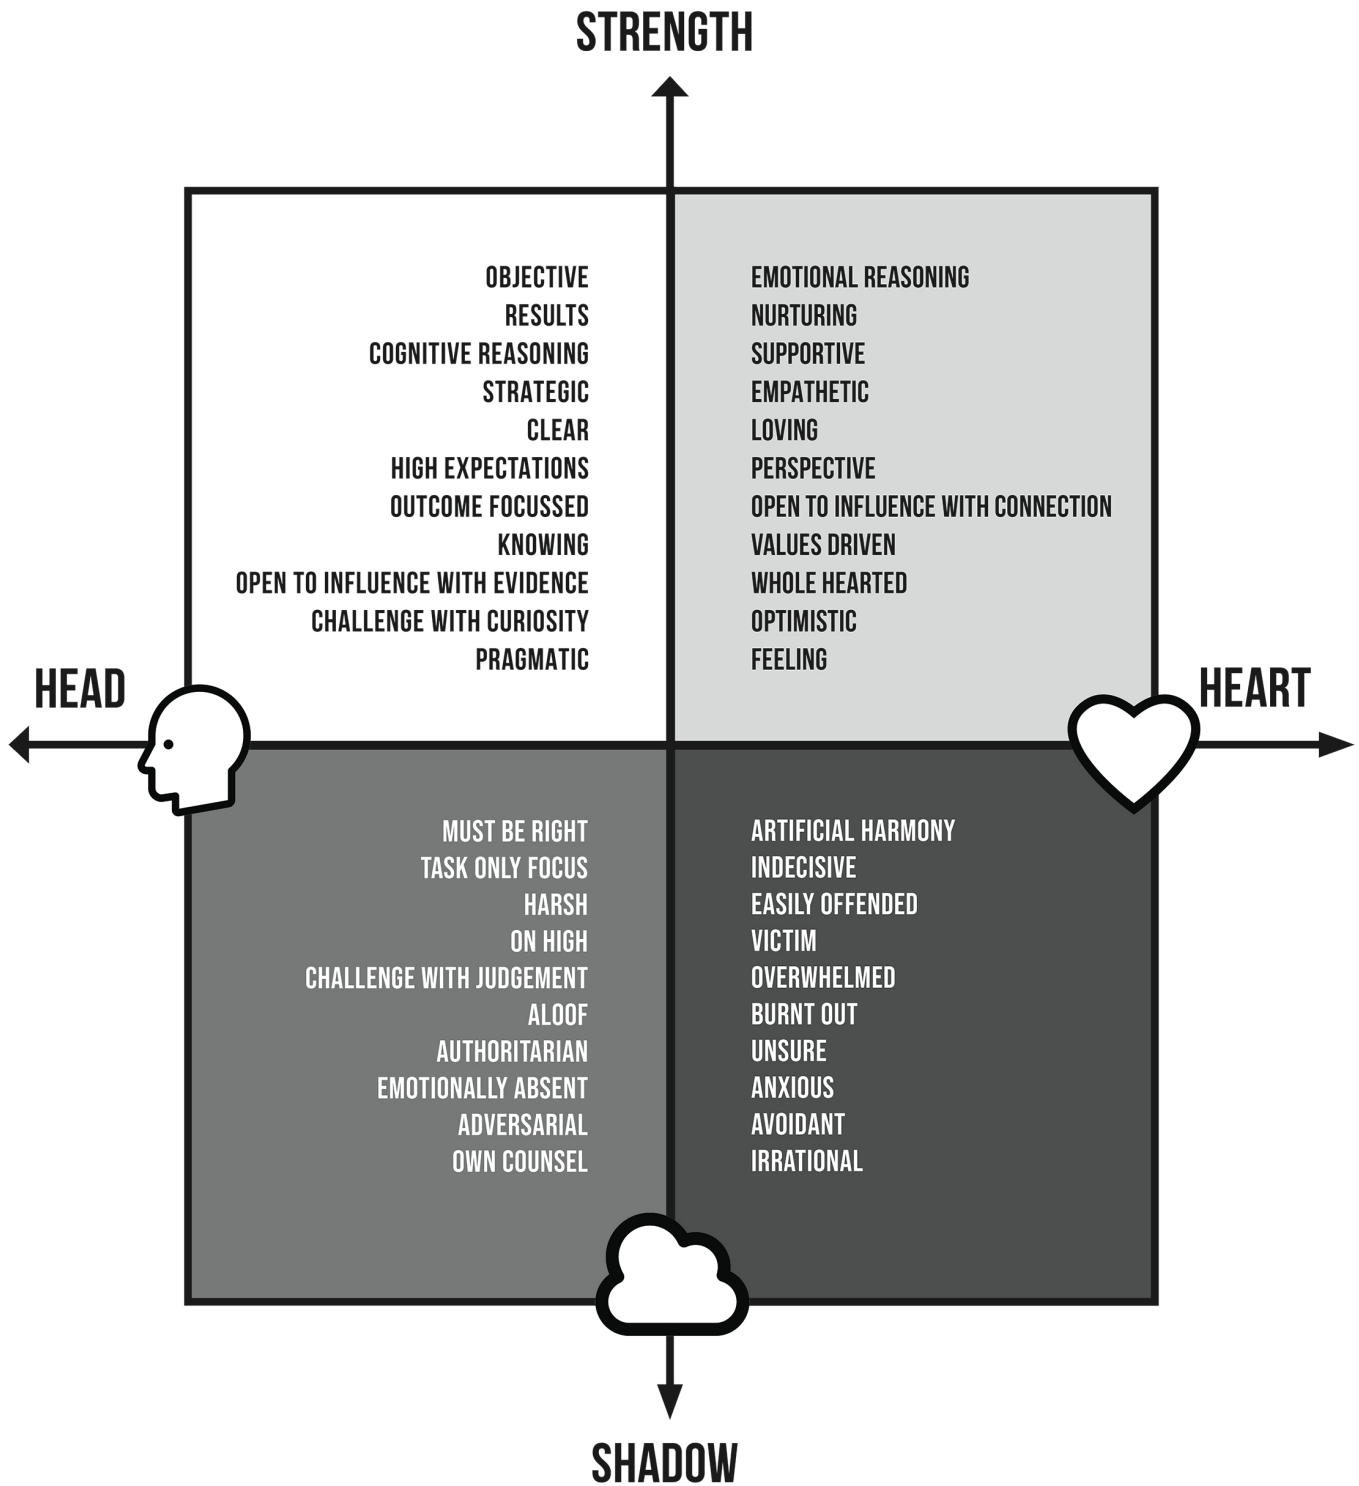 STRENGTH
OBJECTIVE
RESULTS
COGNITIVE REASONING
STRATEGIC
CLEAR
HIGH EXPECTATIONS
OUTCOME FOCUSSED
KNOWING
OPEN TO INFLUENCE WITH EVIDENCE
CHALLENGE WITH CURIOSITY
PRAGMATIC
EMOTIONAL REASONING
NURTURING
SUPPORTIVE
EMPATHETIC
LOVING
PERSPECTIVE
OPEN TO INFLUENCE WITH CONNECTION
VALUES DRIVEN
WHOLE HEARTED
OPTIMISTIC
FEELING
HEAD
HEART
MUST BE RIGHT
TASK ONLY FOCUS
HARSH
ON HIGH
CHALLENGE WITH JUDGEMENT
ALOOF
AUTHORITARIAN
EMOTIONALLY ABSENT
ADVERSARIAL
OWN COUNSEL
ARTIFICIAL HARMONY
INDECISIVE
EASILY OFFENDED
VICTIM
OVERWHELMED
BURNT OUT
UNSURE
ANXIOUS
AVOIDANT
IRRATIONAL
SHADOW